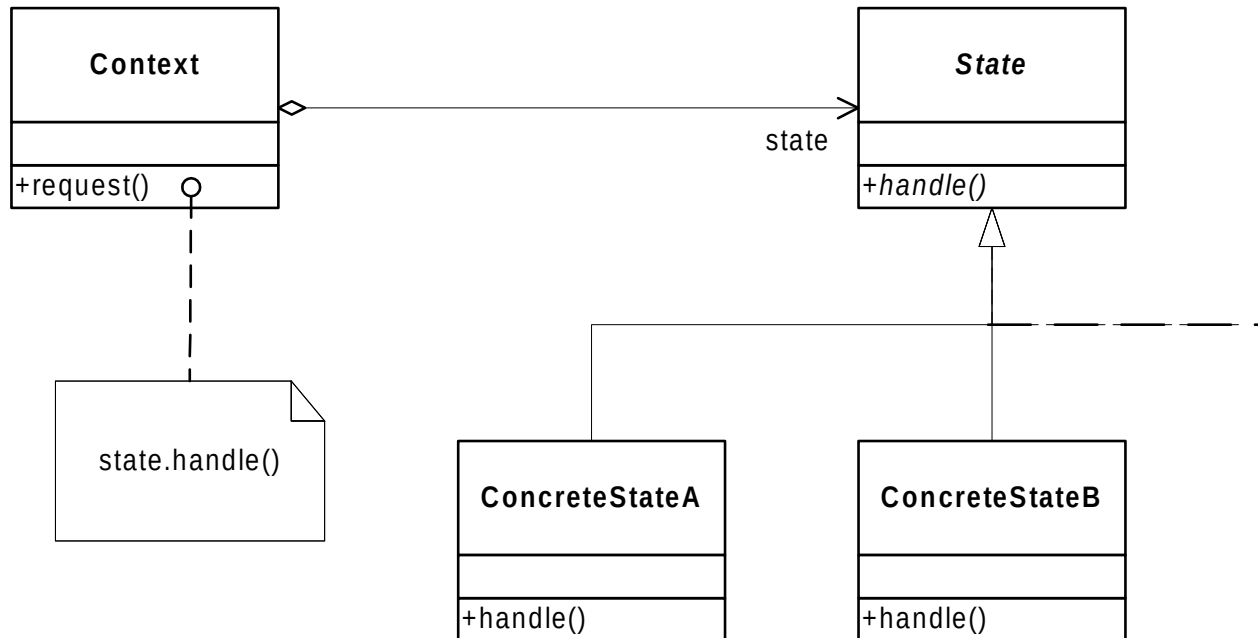 Context
State
state
+request()
+handle()
state.handle()
ConcreteStateA
ConcreteStateB
+handle()
+handle()